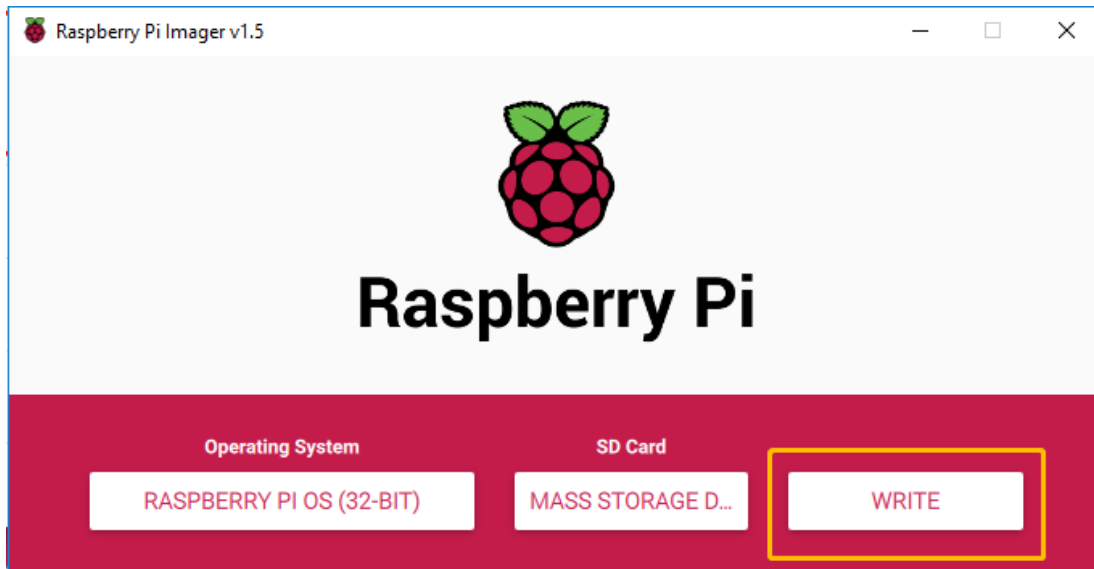 Raspberry Pi Imager v1.5
Raspberry Pi
Operating System
SD Card
RASPBERRY PI OS (32-BIT)
MASS STORAGE D...
WRITE